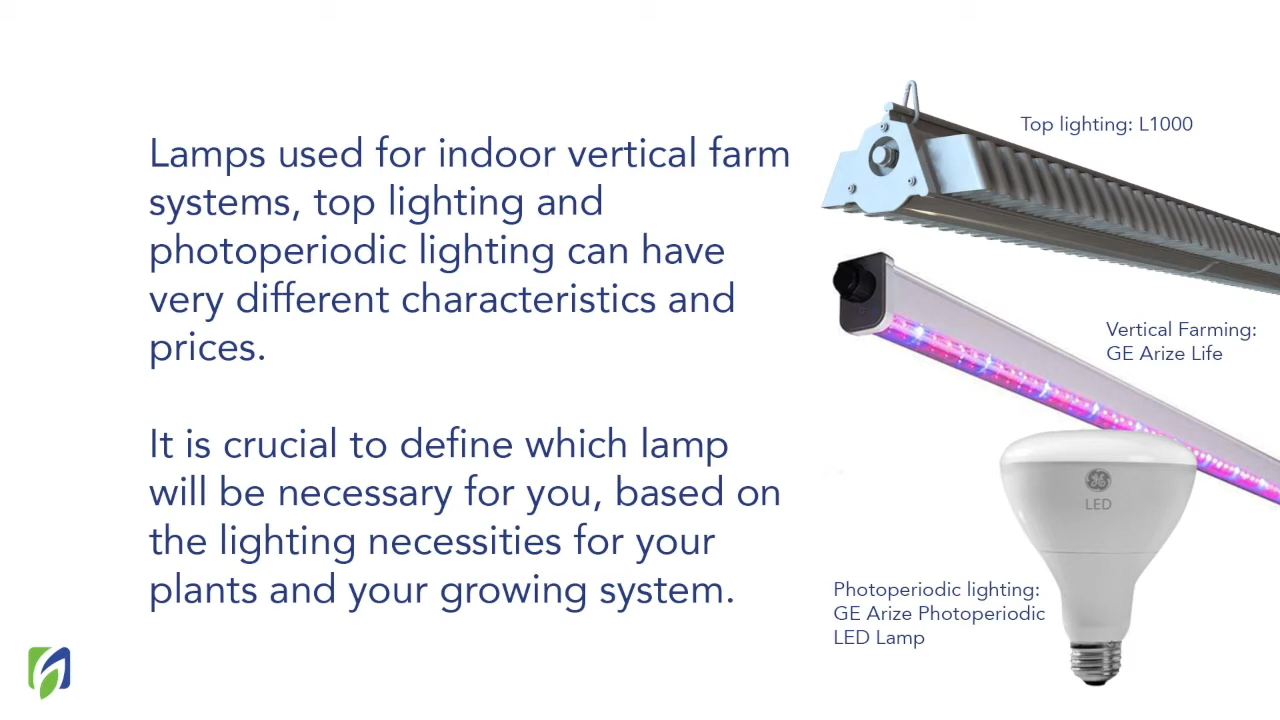 Lamps used for indoor vertical farm
systems, top lighting and
photoperiodic lighting can have
very different characteristics and
prices.
It is crucial to define which lamp
will be necessary for you, based on
the lighting necessities for your
plants and your growing system.
Top lighting: L1000
Vertical Farming:
GE Arize Life
GE
LED
Photoperiodic lighting:
GE Arize Photoperiodic
LED Lamp